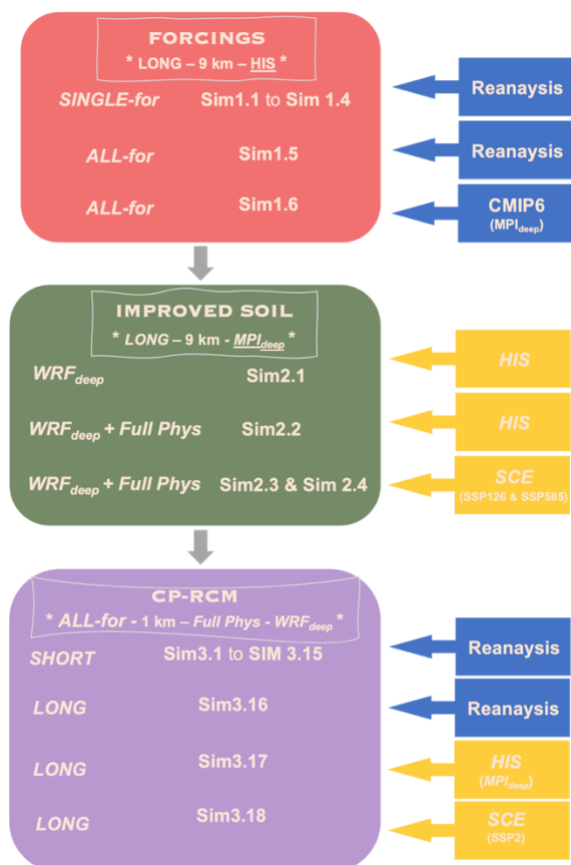 FORCINGS
* LONG – 9 km – HIS *
SINGLE-for Sim1.1 to Sim 1.4 Reanaysis
ALL-for Sim1.5 Reanaysis
ALL-for Sim1.6 CMIP6
(MPIdeep)
IMPROVED SOIL
* LONG – 9 km - MPIdeep *
WRFdeep Sim2.1 HIS
WRFdeep + Full Phys Sim2.2 HIS
WRFdeep + Full Phys Sim2.3 & Sim 2.4 SCE
(SSP126 & SSP585)
CP-RCM
* ALL-for - 1 km – Full Phys - WRFdeep *
SHORT Sim3.1 to SIM 3.15 Reanaysis
LONG Sim3.16 Reanaysis
LONG Sim3.17 HIS
(MPIdeep)
LONG Sim3.18 SCE
(SSP2)